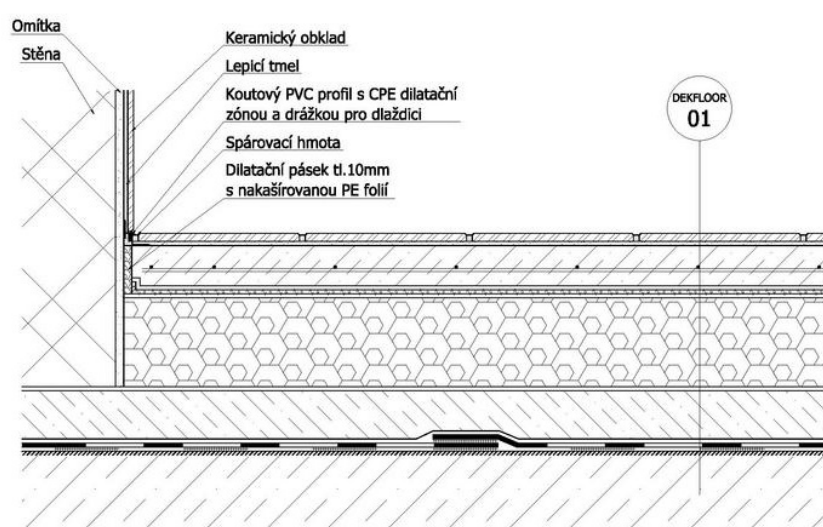 Omítka
Stěna
Keramický obklad
Lepicí tmel
Koutový PVC profil s CPE dilatační
zónou a drážkou pro dlaždici
Spárovací hmota
Dilatační pásek tl.10mm
s nakašírovanou PE folií
DEKFLOOR
01